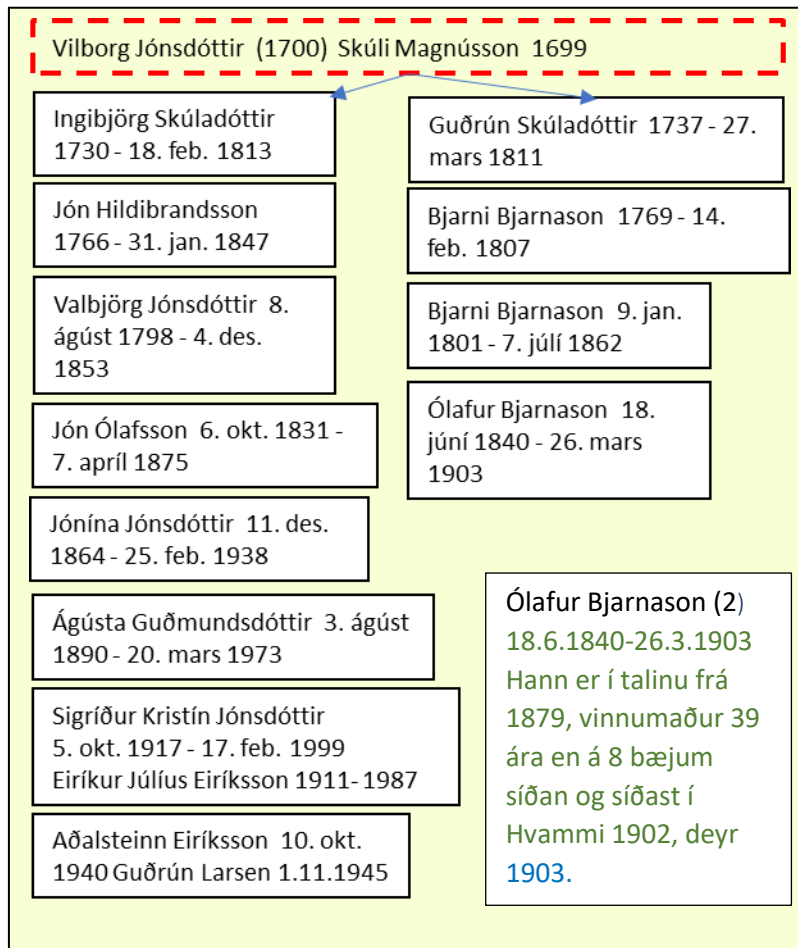 Vilborg Jónsdóttir (1700) Skúli Magnússon 1699
Ingibjörg Skúladóttir
1730 - 18. feb. 1813
Jón Hildibrandsson
1766 - 31. jan. 1847
Valbjörg Jónsdóttir 8.
ágúst 1798 - 4. des.
1853
Jón Ólafsson 6. okt. 1831 -
7. apríl 1875
Jónína Jónsdóttir 11. des.
1864 - 25. feb. 1938
Ágústa Guðmundsdóttir 3. ágúst
1890 - 20. mars 1973
Sigríður Kristín Jónsdóttir
5. okt. 1917 - 17. feb. 1999
Eiríkur Júlíus Eiríksson 1911- 1987
Aðalsteinn Eiríksson 10. okt.
1940 Guðrún Larsen 1.11.1945
Guðrún Skúladóttir 1737 - 27.
mars 1811
Bjarni Bjarnason 1769 - 14.
feb. 1807
Bjarni Bjarnason 9. jan.
1801 - 7. júlí 1862
Ólafur Bjarnason 18.
júní 1840 - 26. mars
1903
Ólafur Bjarnason (2)
18.6.1840-26.3.1903
Hann er í talinu frá
1879, vinnumaður 39
ára en á 8 bæjum
síðan og síðast í
Hvammi 1902, deyr
1903.